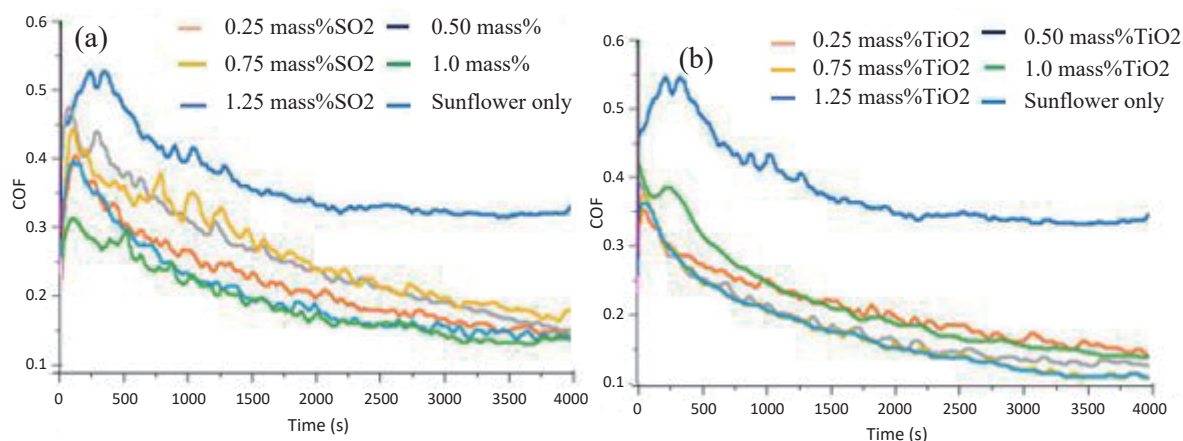 (a)
0.25 mass%SO2 0.50 mass%
0.75 mass%SO2 1.0 mass%
1.25 mass%SO2 Sunflower only
COF
0.6
0.5
0.4
0.3
0.2
0.1
0 500 1000 1500 2000 2500 3000 3500 4000
Time (s)
(b)
0.25 mass%TiO2 0.50 mass%TiO2
0.75 mass%TiO2 1.0 mass%TiO2
1.25 mass%TiO2 Sunflower only
COF
0.6
0.5
0.4
0.3
0.2
0.1
0 500 1000 1500 2000 2500 3000 3500 4000
Time (s)